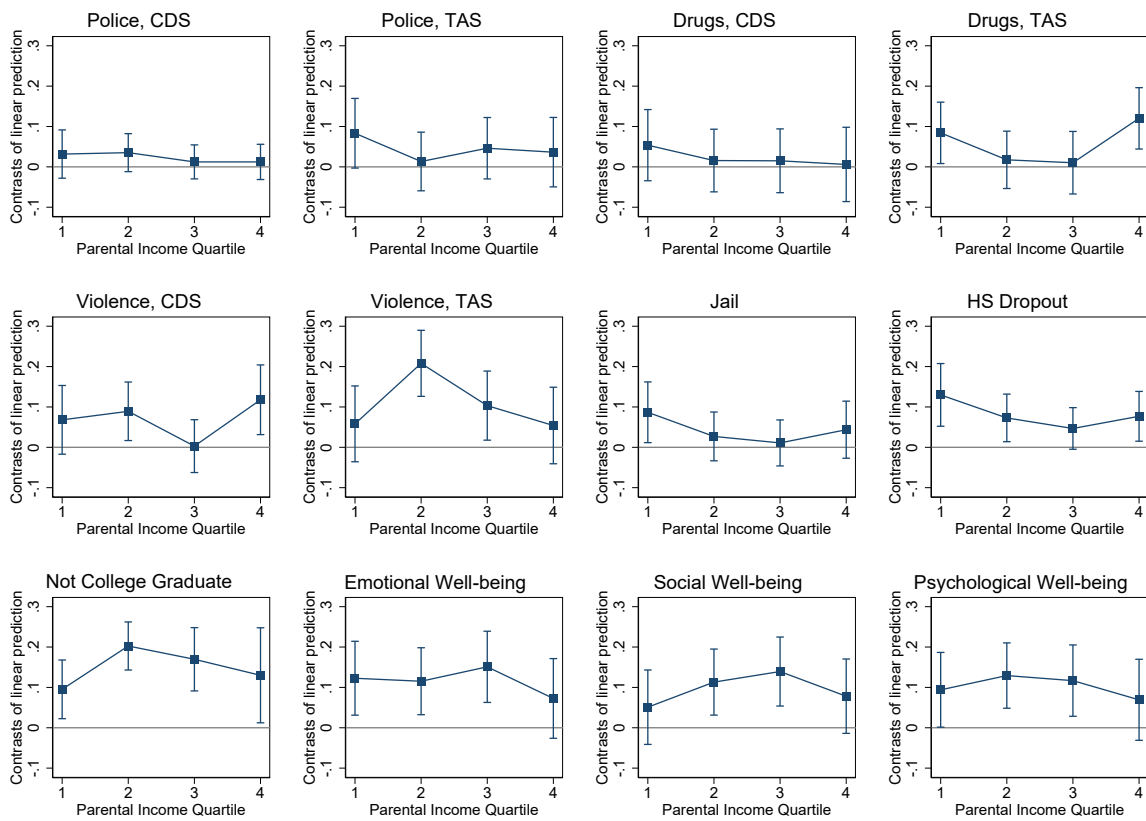 Police, CDS
Contrasts of linear prediction
.3
.2
.1
0
-.1
1 2 3 4
Parental Income Quartile
Police, TAS
Contrasts of linear prediction
.3
.2
.1
0
-.1
1 2 3 4
Parental Income Quartile
Drugs, CDS
Contrasts of linear prediction
.3
.2
.1
0
-.1
1 2 3 4
Parental Income Quartile
Drugs, TAS
Contrasts of linear prediction
.3
.2
.1
0
-.1
1 2 3 4
Parental Income Quartile
Violence, CDS
Contrasts of linear prediction
.3
.2
.1
0
-.1
1 2 3 4
Parental Income Quartile
Violence, TAS
Contrasts of linear prediction
.3
.2
.1
0
-.1
1 2 3 4
Parental Income Quartile
Jail
Contrasts of linear prediction
.3
.2
.1
0
-.1
1 2 3 4
Parental Income Quartile
HS Dropout
Contrasts of linear prediction
.3
.2
.1
0
-.1
1 2 3 4
Parental Income Quartile
Not College Graduate
Contrasts of linear prediction
.3
.2
.1
0
-.1
1 2 3 4
Parental Income Quartile
Emotional Well-being
Contrasts of linear prediction
.3
.2
.1
0
-.1
1 2 3 4
Parental Income Quartile
Social Well-being
Contrasts of linear prediction
.3
.2
.1
0
-.1
1 2 3 4
Parental Income Quartile
Psychological Well-being
Contrasts of linear prediction
.3
.2
.1
0
-.1
1 2 3 4
Parental Income Quartile